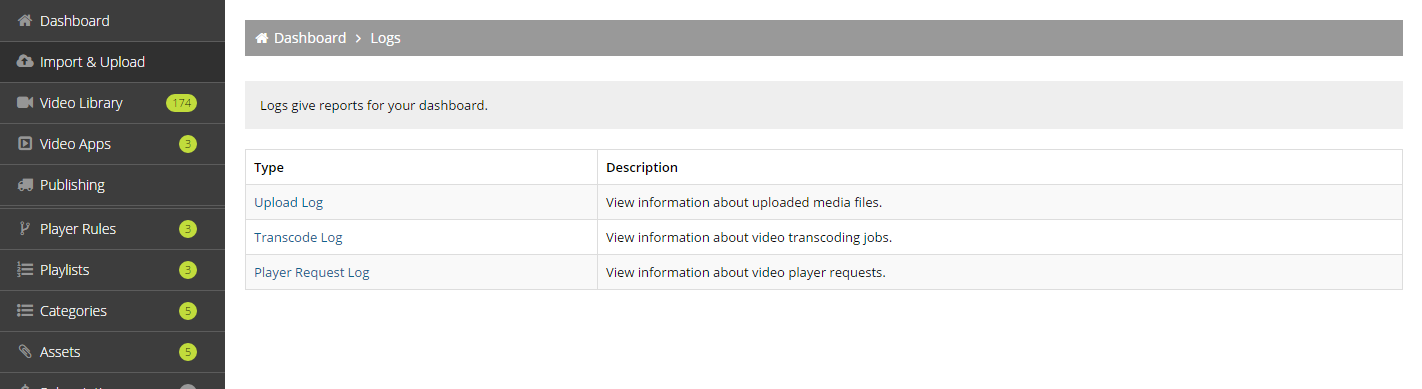 Dashboard
Import & Upload
Video Library 174
Video Apps 3
Publishing
Player Rules 3
Playlists 3
Categories 5
Assets 5
Dashboard > Logs
Logs give reports for your dashboard.
Type Description
Upload Log View information about uploaded media files.
Transcode Log View information about video transcoding jobs.
Player Request Log View information about video player requests.